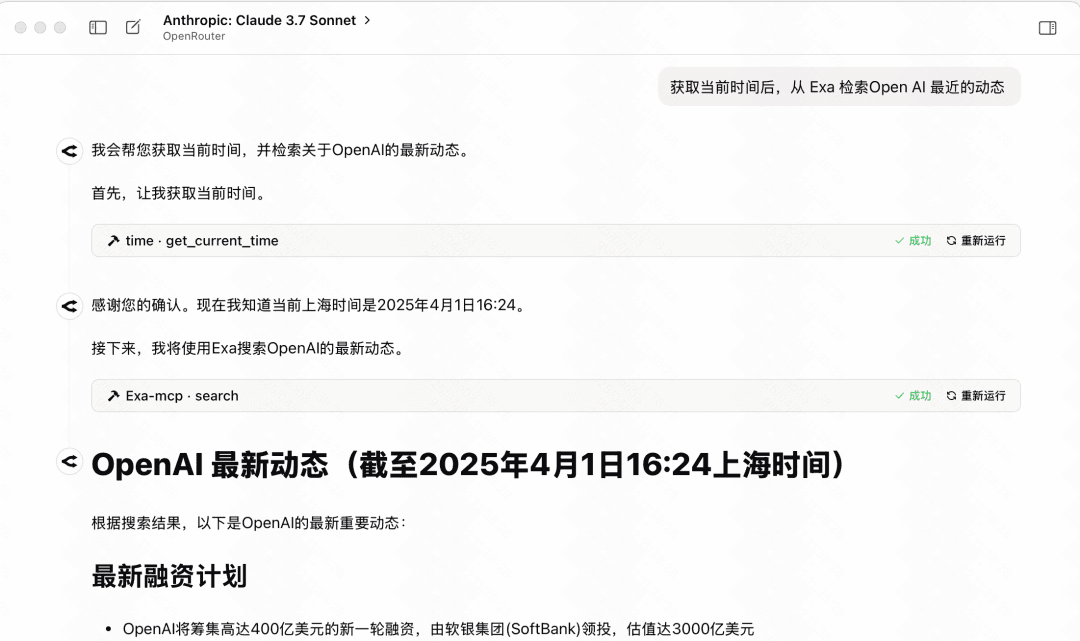 Anthropic: Claude 3.7 Sonnet
OpenRouter
获取当前时间后，从 Exa 检索Open AI 最近的动态
我会帮您获取当前时间，并检索关于OpenAI的最新动态。
首先，让我获取当前时间。
time · get_current_time 成功 重新运行
感谢您的确认。现在我知道当前上海时间是2025年4月1日16:24。
接下来，我将使用Exa搜索OpenAI的最新动态。
Exa-mcp · search 成功 重新运行
OpenAI 最新动态（截至2025年4月1日16:24上海时间）
根据搜索结果，以下是OpenAI的最新重要动态：
最新融资计划
• OpenAI将筹集高达400亿美元的新一轮融资，由软银集团(SoftBank)领投，估值达3000亿美元